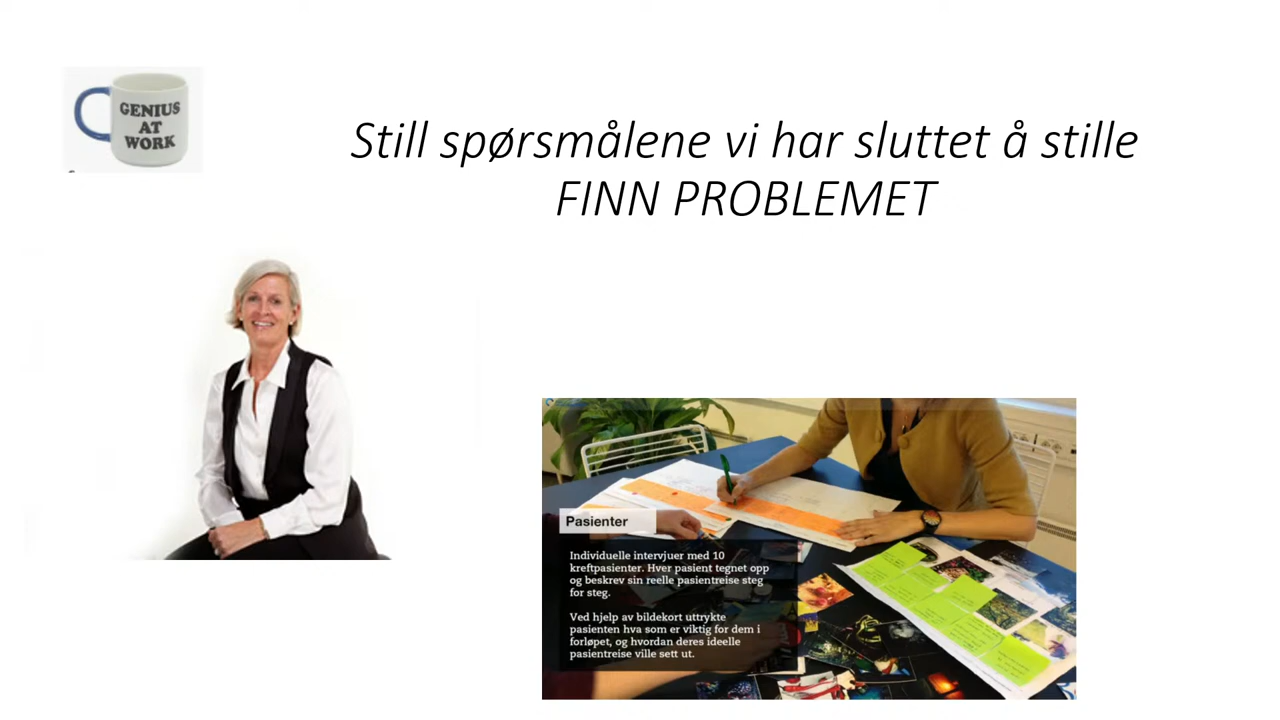 GENIUS
AT
WORK
Still spørsmålene vi har sluttet å stille
FINN PROBLEMET
Pasienter
Individuelle intervjuer med 10
kreftpasienter. Hver pasient tegnet opp
og beskrev sin reelle pasientreise steg
for steg.
Ved hjelp av bildekort uttrykte
pasienten hva som er viktig for dem i
forløpet, og hvordan deres ideelle
pasientreise ville sett ut.